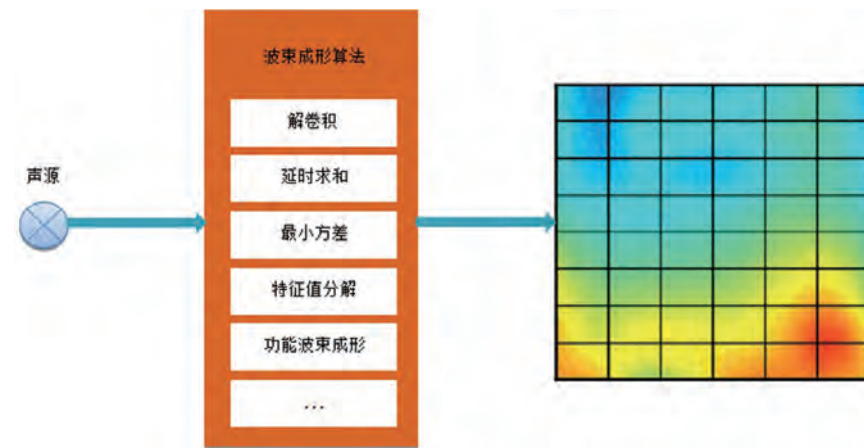 声源
波束成形算法
解卷积
延时求和
最小方差
特征值分解
功能波束成形
...